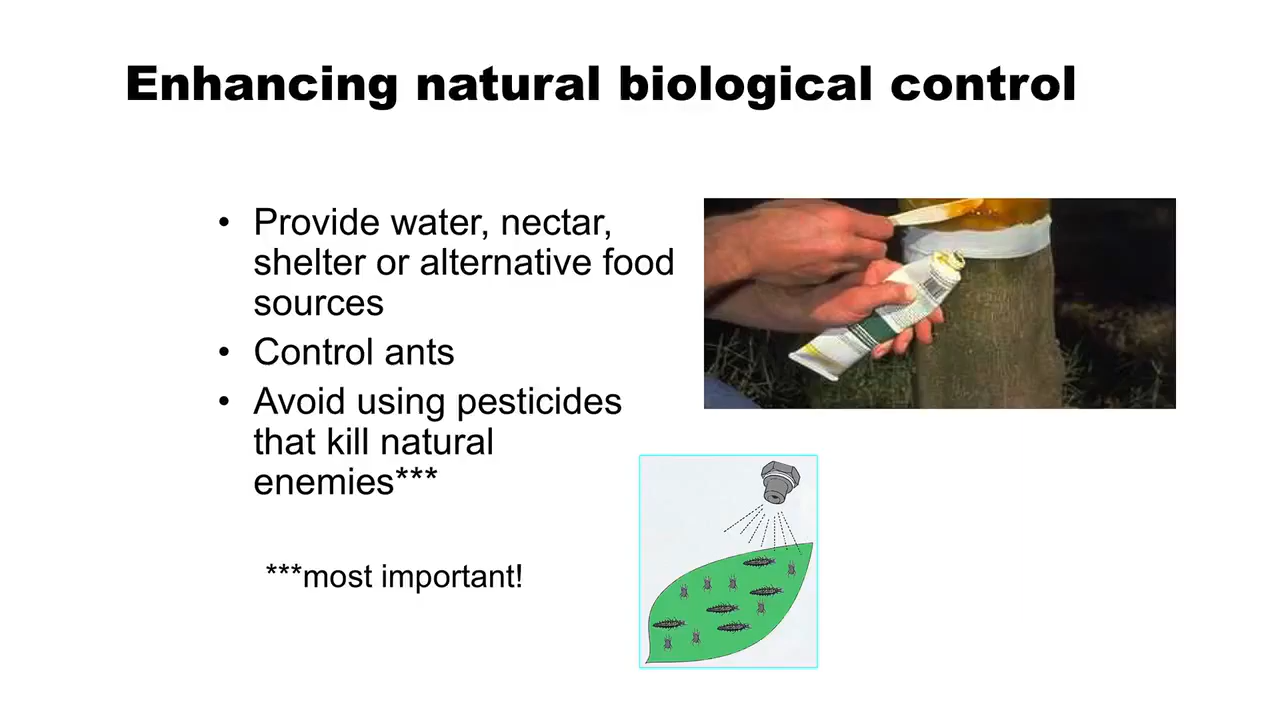 Enhancing natural biological control
• Provide water, nectar,
shelter or alternative food
sources
• Control ants
• Avoid using pesticides
that kill natural
enemies***
***most important!